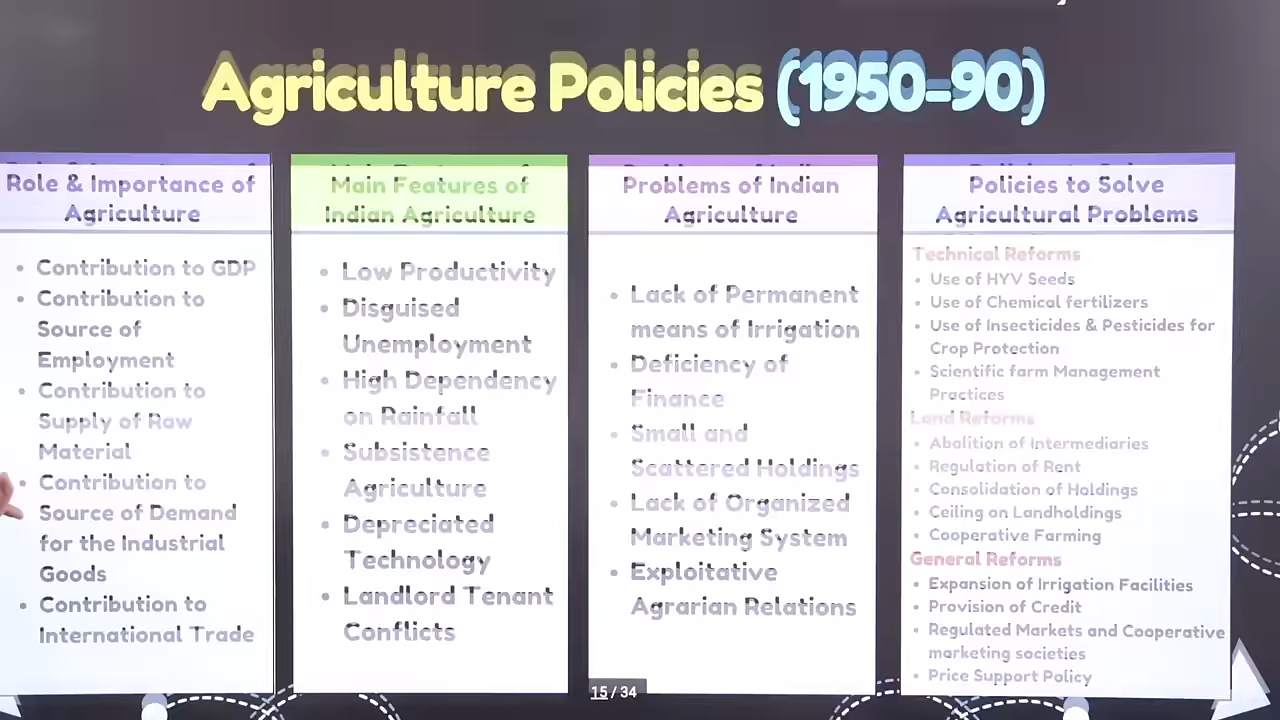 Agriculture Policies (1950-90)
Role & Importance of
Agriculture
• Contribution to GDP
• Contribution to
Source of
Employment
• Contribution to
Supply of Raw
Material
• Contribution to
Source of Demand
for the Industrial
Goods
• Contribution to
International Trade
Main Features of
Indian Agriculture
• Low Productivity
• Disguised
Unemployment
• High Dependency
on Rainfall
• Subsistence
Agriculture
• Depreciated
Technology
• Landlord Tenant
Conflicts
Problems of Indian
Agriculture
• Lack of Permanent
means of Irrigation
• Deficiency of
Finance
• Small and
Scattered Holdings
• Lack of Organized
Marketing System
• Exploitative
Agrarian Relations
Policies to Solve
Agricultural Problems
Technical Reforms
• Use of HYV Seeds
• Use of Chemical fertilizers
• Use of Insecticides & Pesticides for
Crop Protection
• Scientific farm Management
Practices
Land Reforms
• Abolition of Intermediaries
• Regulation of Rent
• Consolidation of Holdings
• Ceiling on Landholdings
• Cooperative Farming
General Reforms
• Expansion of Irrigation Facilities
• Provision of Credit
• Regulated Markets and Cooperative
marketing societies
• Price Support Policy
15 / 34